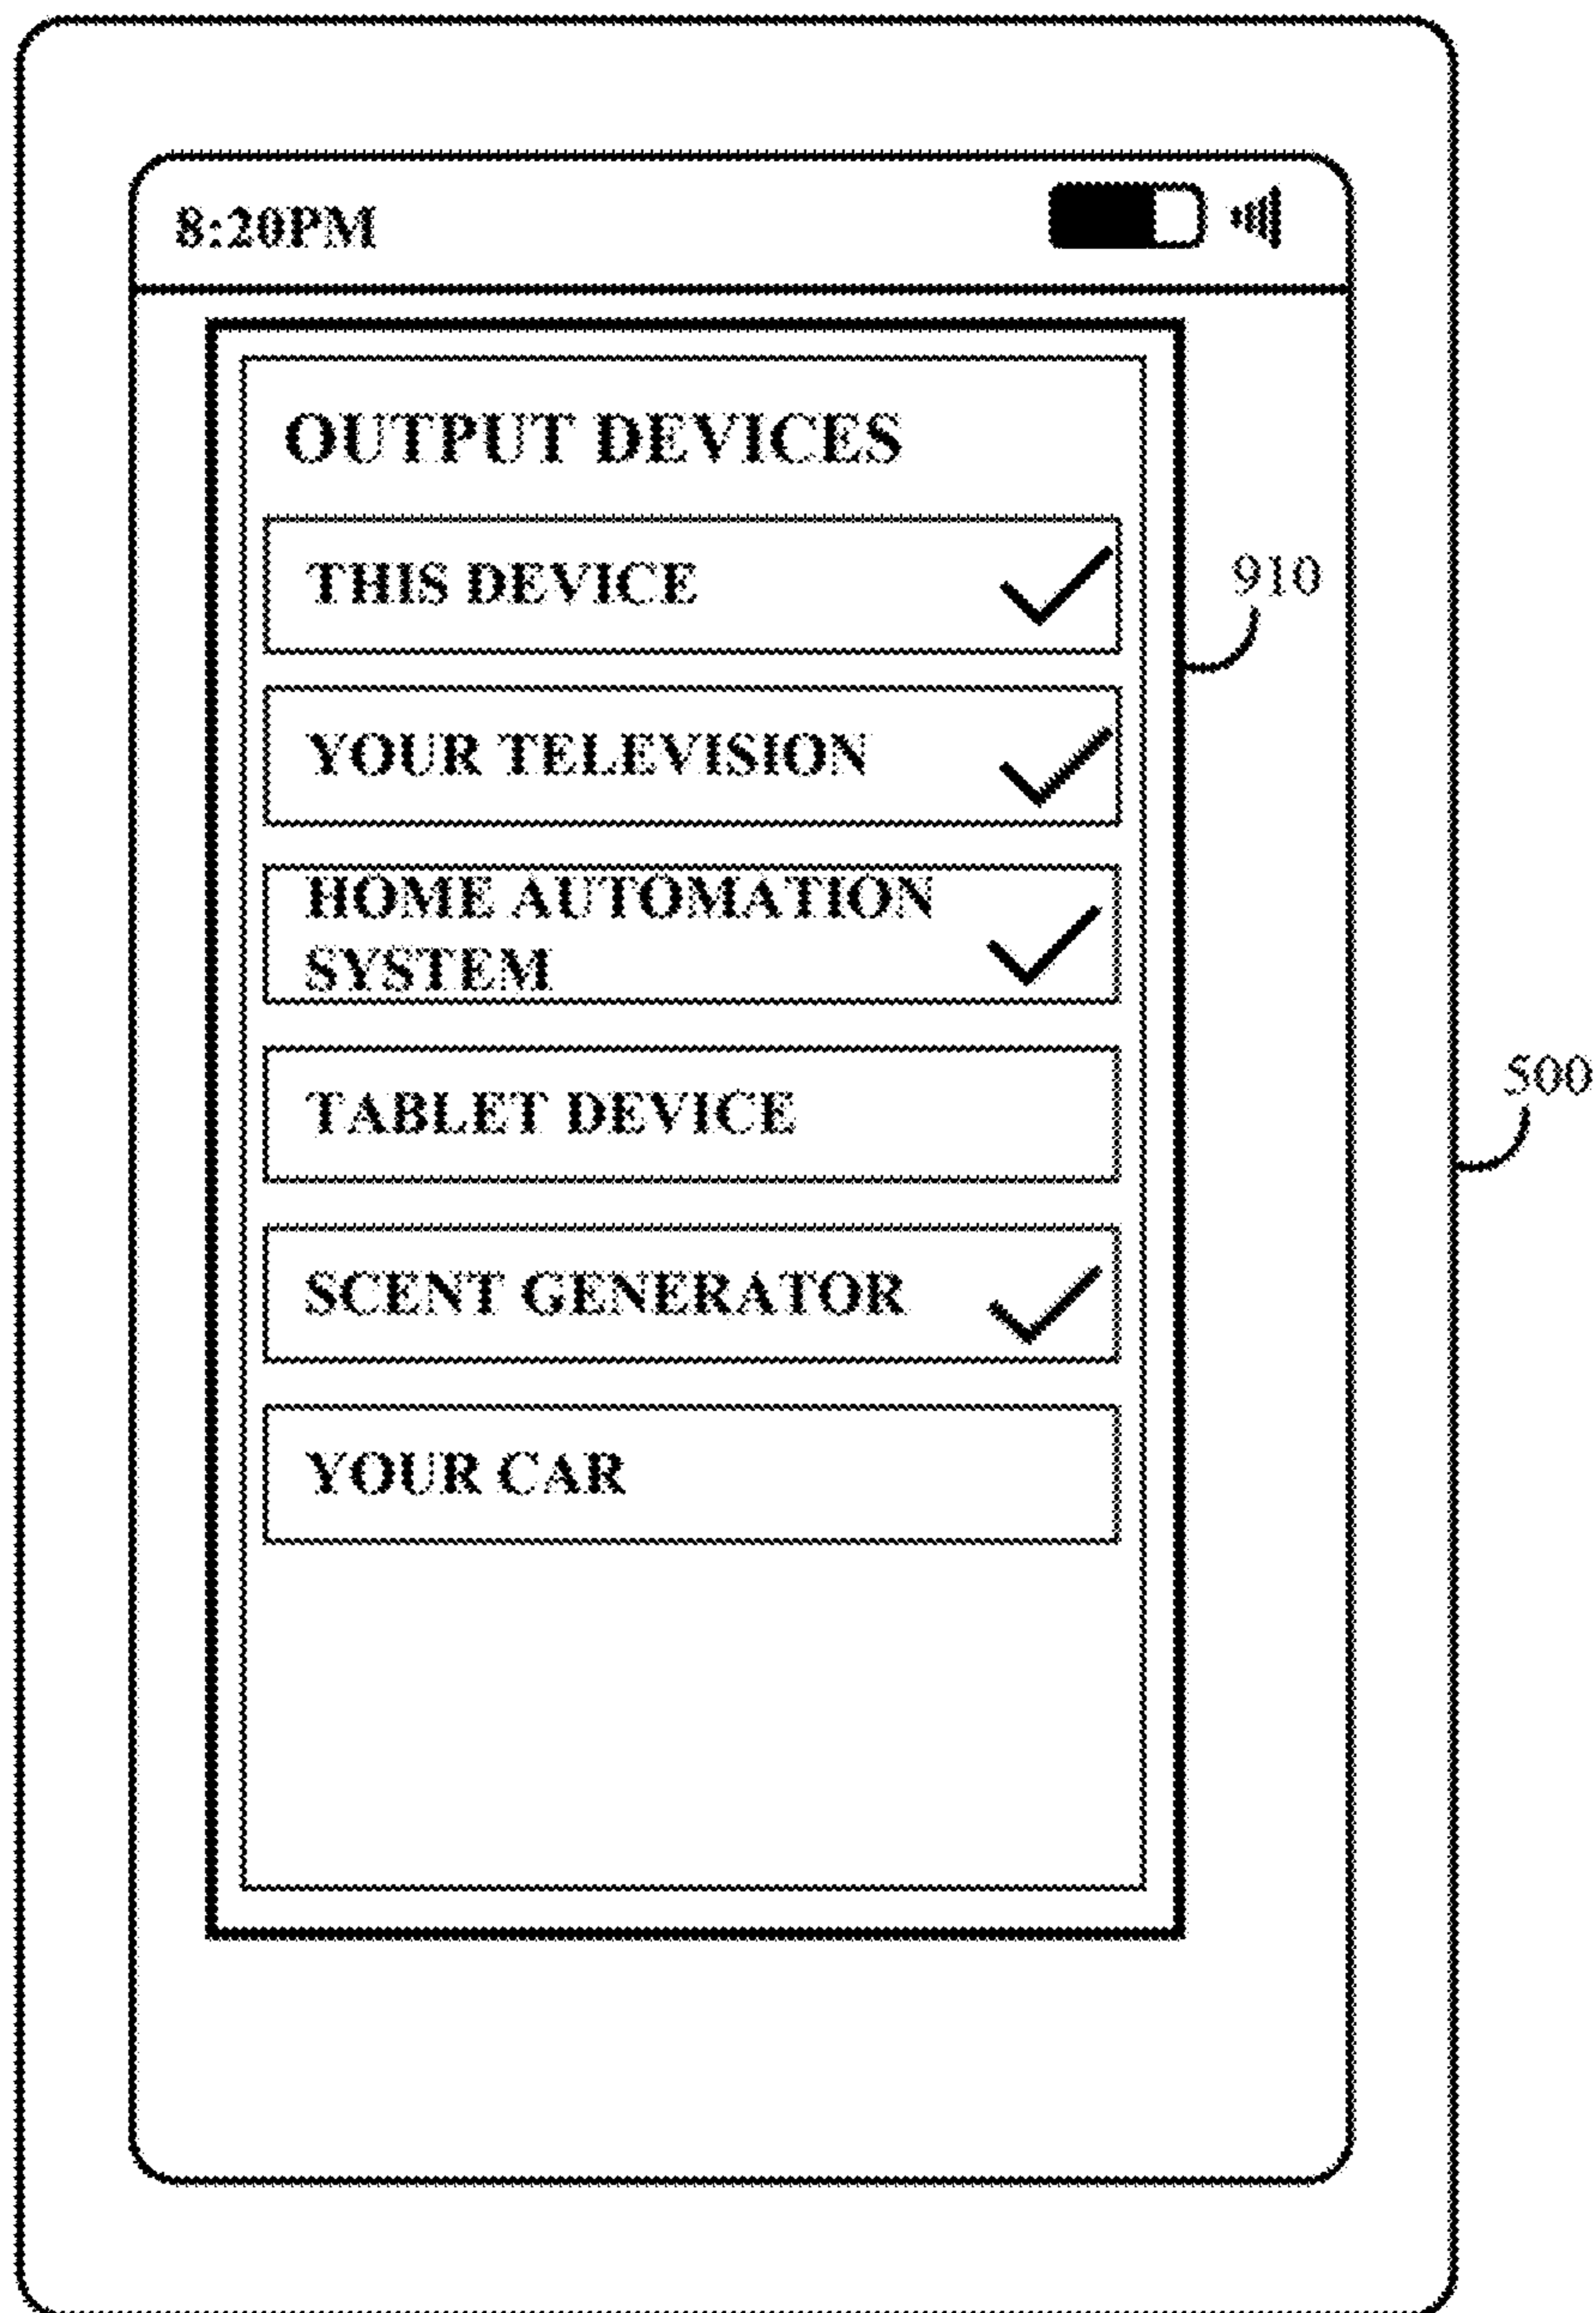 8:20PM
OUTPUT DEVICES
THIS DEVICE
910
YOUR TELEVISION
HOME AUTOMATION
SYSTEM
500
TABLET DEVICE
SCENT GENERATOR
YOUR CAR